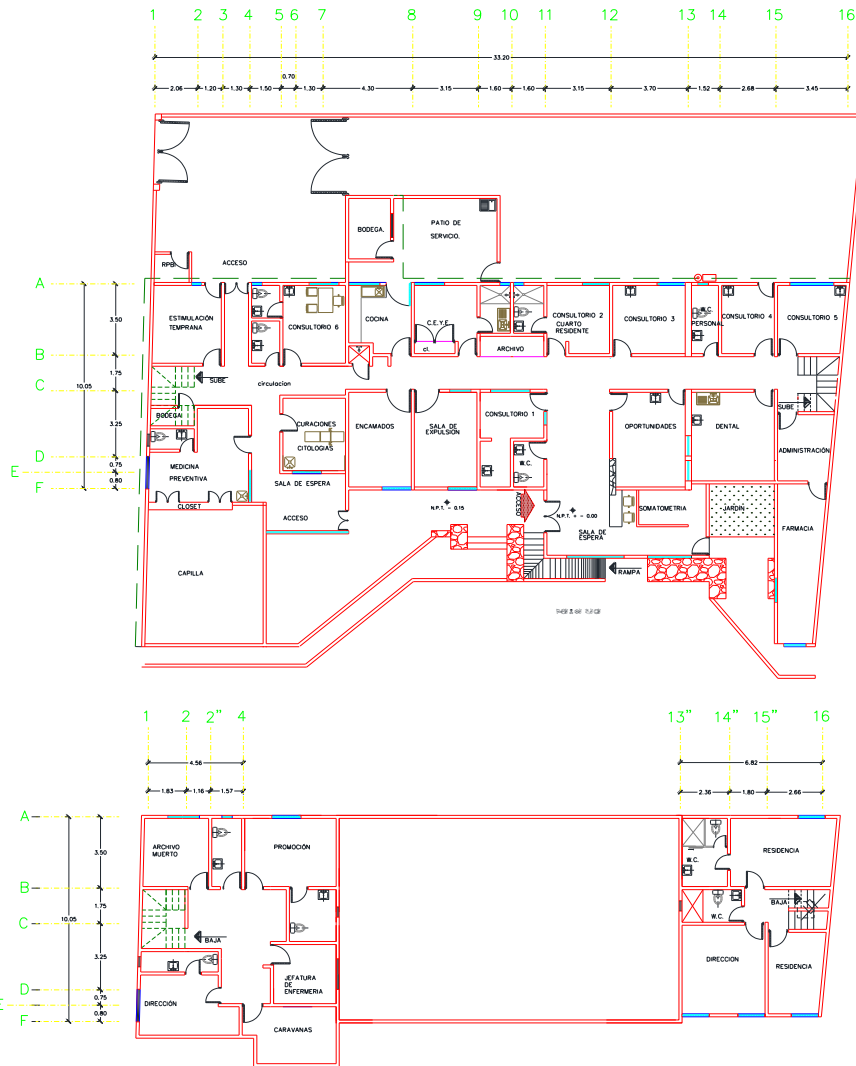 1 2 3 4 5 6 7 8 9 10 11 12 13 14 15 16
33.20
0.70
2.06 1.20 1.30 1.50 1.30 4.30 3.15 1.60 1.60 3.15 3.70 1.52 2.68 3.45
BODEGA.
PATIO DE
SERVICIO.
RPBI
ACCESO
A
3.50
ESTIMULACIÓN
TEMPRANA
CONSULTORIO 6
COCINA
C.E.Y.E
cl.
ARCHIVO
CONSULTORIO 2
CUARTO
RESIDENTE
CONSULTORIO 3
W.C.
PERSONAL
CONSULTORIO 4
CONSULTORIO 5
B
1.75
C
10.05
SUBE
circulacion
BODEGA
3.25
CURACIONES
CITOLOGIAS
ENCAMADOS
SALA DE
EXPULSIÓN
CONSULTORIO 1
W.C.
OPORTUNIDADES
DENTAL
SUBE
ADMINISTRACIÓN
D
E
0.75
F
0.80
MEDICINA
PREVENTIVA
CLOSET
SALA DE ESPERA
ACCESO
N.P.T. - 0.15
ACCESO
N.P.T. + - 0.00
SALA DE
ESPERA
SOMATOMETRIA
JARDIN
FARMACIA
CAPILLA
RAMPA
1 2 2” 4
13” 14” 15” 16
4.56
6.82
1.83 1.16 1.57
2.36 1.80 2.66
A
3.50
ARCHIVO
MUERTO
PROMOCIÓN
W.C.
RESIDENCIA
B
1.75
C
10.05
BAJA
W.C.
BAJA
3.25
D
0.75
F
0.80
DIRECCIÓN
JEFATURA
DE
ENFERMERIA
CARAVANAS
DIRECCION
RESIDENCIA